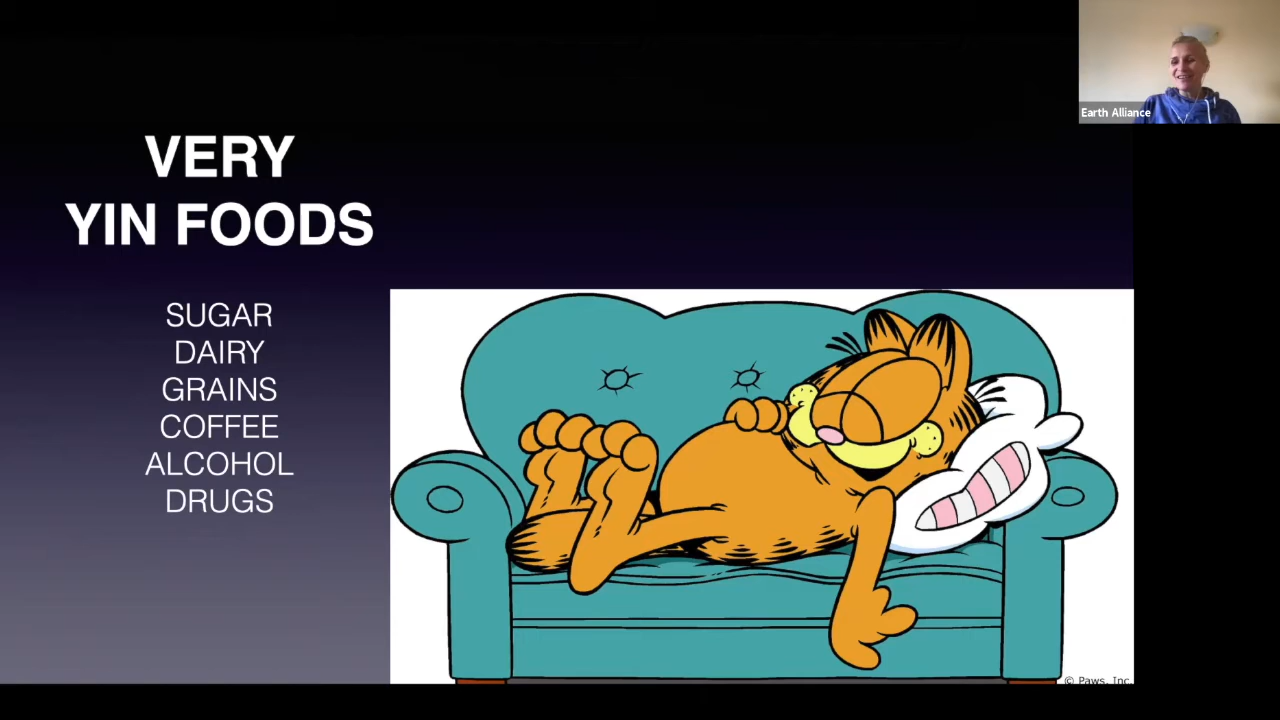 Earth Alliance
VERY
YIN FOODS
SUGAR
DAIRY
GRAINS
COFFEE
ALCOHOL
DRUGS
© Paws, Inc.